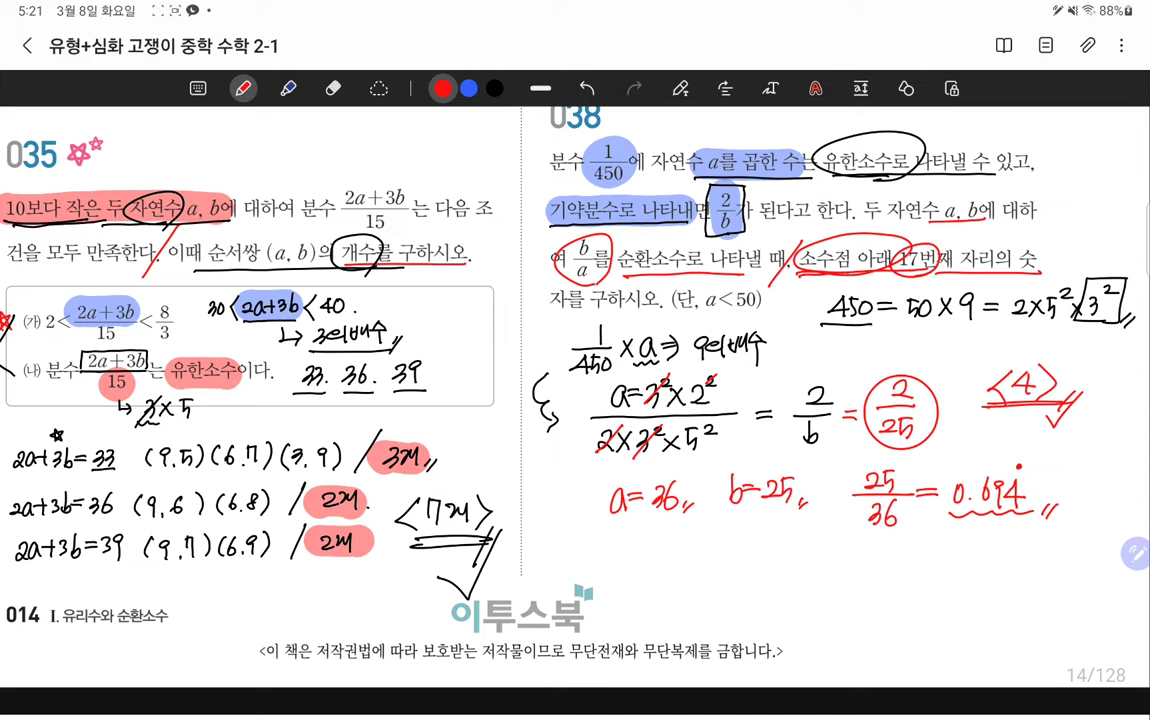 5:21 3월 8일 화요일
88%
유형+심화 고쟁이 중학 수학 2-1
035
10보다 작은 두 자연수 a, b에 대하여 분수 (2a+3b)/15 는 다음 조
건을 모두 만족한다. 이때 순서쌍 (a, b)의 개수를 구하시오.
㈎ 2 < (2a+3b)/15 < 8/3
30 < 2a+3b < 40.
↳ 3의배수
㈏ 분수 (2a+3b)/15 는 유한소수이다.
33. 36. 39
↳ 3×5
2a+3b=33 (9,5)(6.7)(3,9) / 3개
2a+3b=36 (9,6)(6.8) / 2개.
2a+3b=39 (9,7)(6.9) / 2개
<7개>
014 I. 유리수와 순환소수
038
분수 1/450 에 자연수 a를 곱한 수는 유한소수로 나타낼 수 있고,
기약분수로 나타내면 2/b 가 된다고 한다. 두 자연수 a, b에 대하
여 b/a 를 순환소수로 나타낼 때, 소수점 아래 17번째 자리의 숫
자를 구하시오. (단, a<50)
450=50×9=2×5²×3²
1/450 × a ⇒ 9의배수
a=3²×2²
/ 2×3²×5² = 2/b = 2/25
<4>
a=36 b=25, 25/36 = 0.694̇
이투스북
<이 책은 저작권법에 따라 보호받는 저작물이므로 무단전재와 무단복제를 금합니다.>
14/128